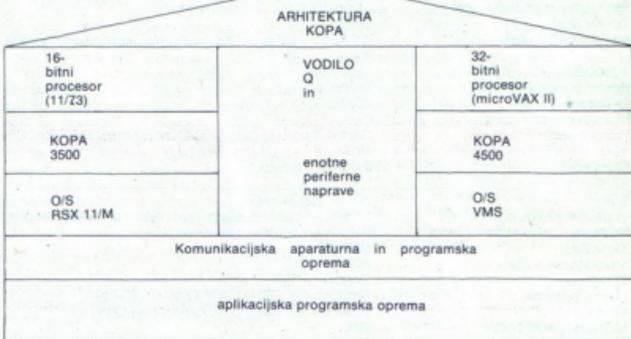 ARHITEKTURA
KOPA
16-
bitni
procesor
(11/73)
KOPA
3500
O/S
RSX 11/M
VODILO
Q
in
enotne
periferne
naprave
32-
bitni
procesor
(microVAX II)
KOPA
4500
O/S
VMS
Komunikacijska aparaturna in programska
oprema
aplikacijska programska oprema